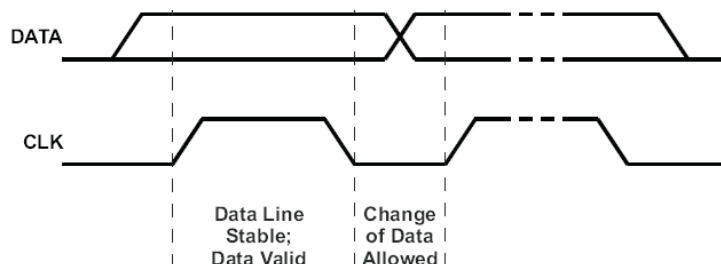 DATA
CLK
Data Line
Stable;
Data Valid
Change
of Data
Allowed